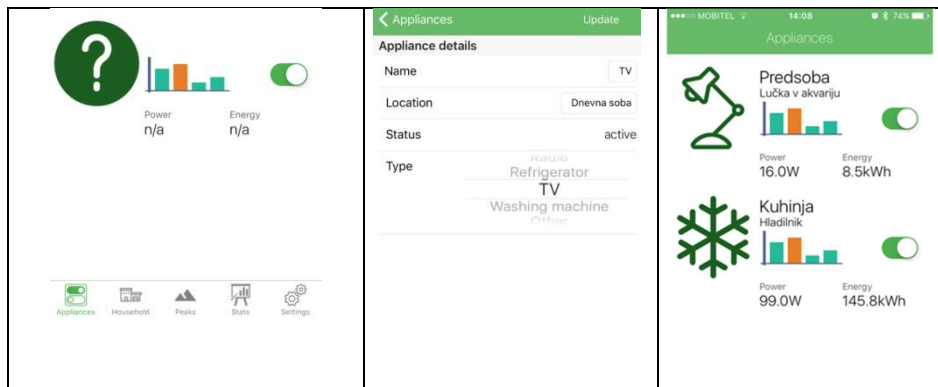 ?
Power Energy
n/a n/a
Appliances Household Peaks Stats Settings
Appliances Update
Appliance details
Name TV
Location Dnevna soba
Status active
Type
Radio
Refrigerator
TV
Washing machine
Other
MOBITEL 14:08 74%
Appliances
Predsoba
Lučka v akvariju
Power Energy
16.0W 8.5kWh
Kuhinja
Hladilnik
Power Energy
99.0W 145.8kWh